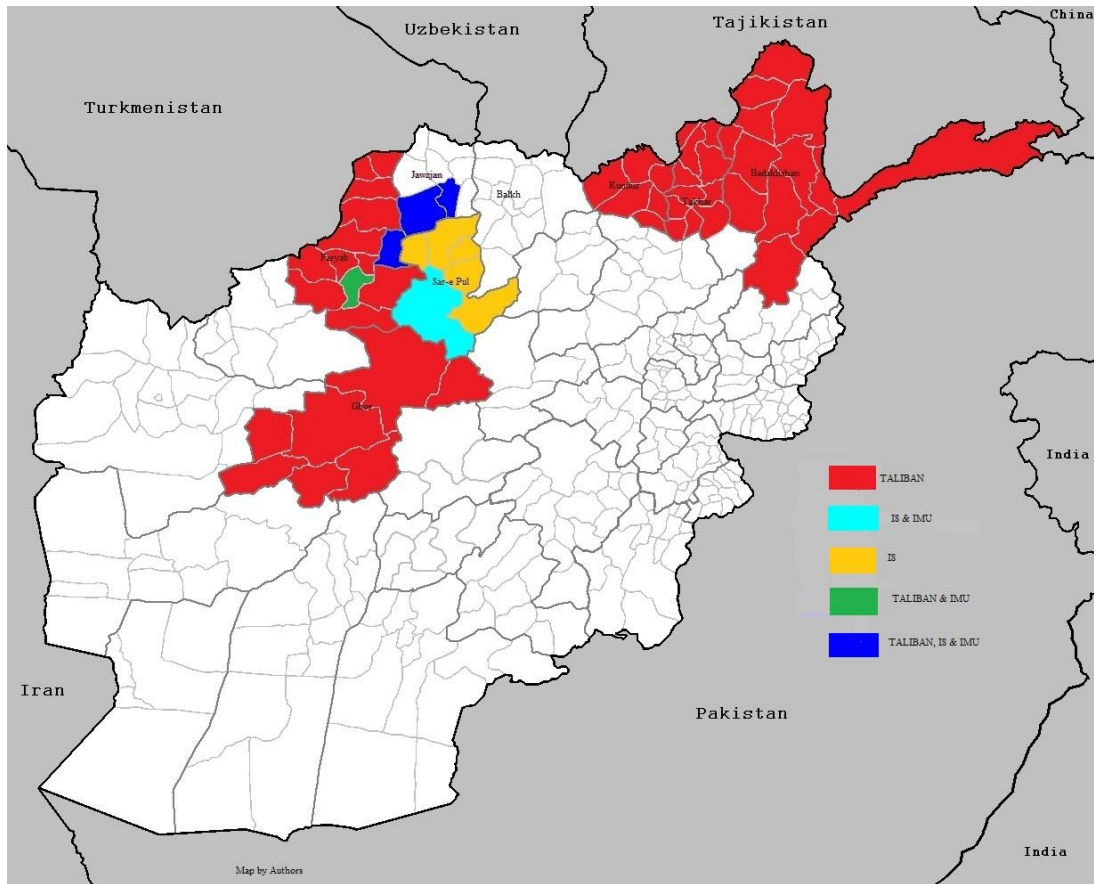 China
Tajikistan
Uzbekistan
Turkmenistan
Jawzjan
Balkh
Kunduz
Takhar
Badakhshan
Faryab
Sar-e Pul
Ghor
India
TALIBAN
IS & IMU
IS
TALIBAN & IMU
TALIBAN, IS & IMU
Iran
Pakistan
India
Map by Authors